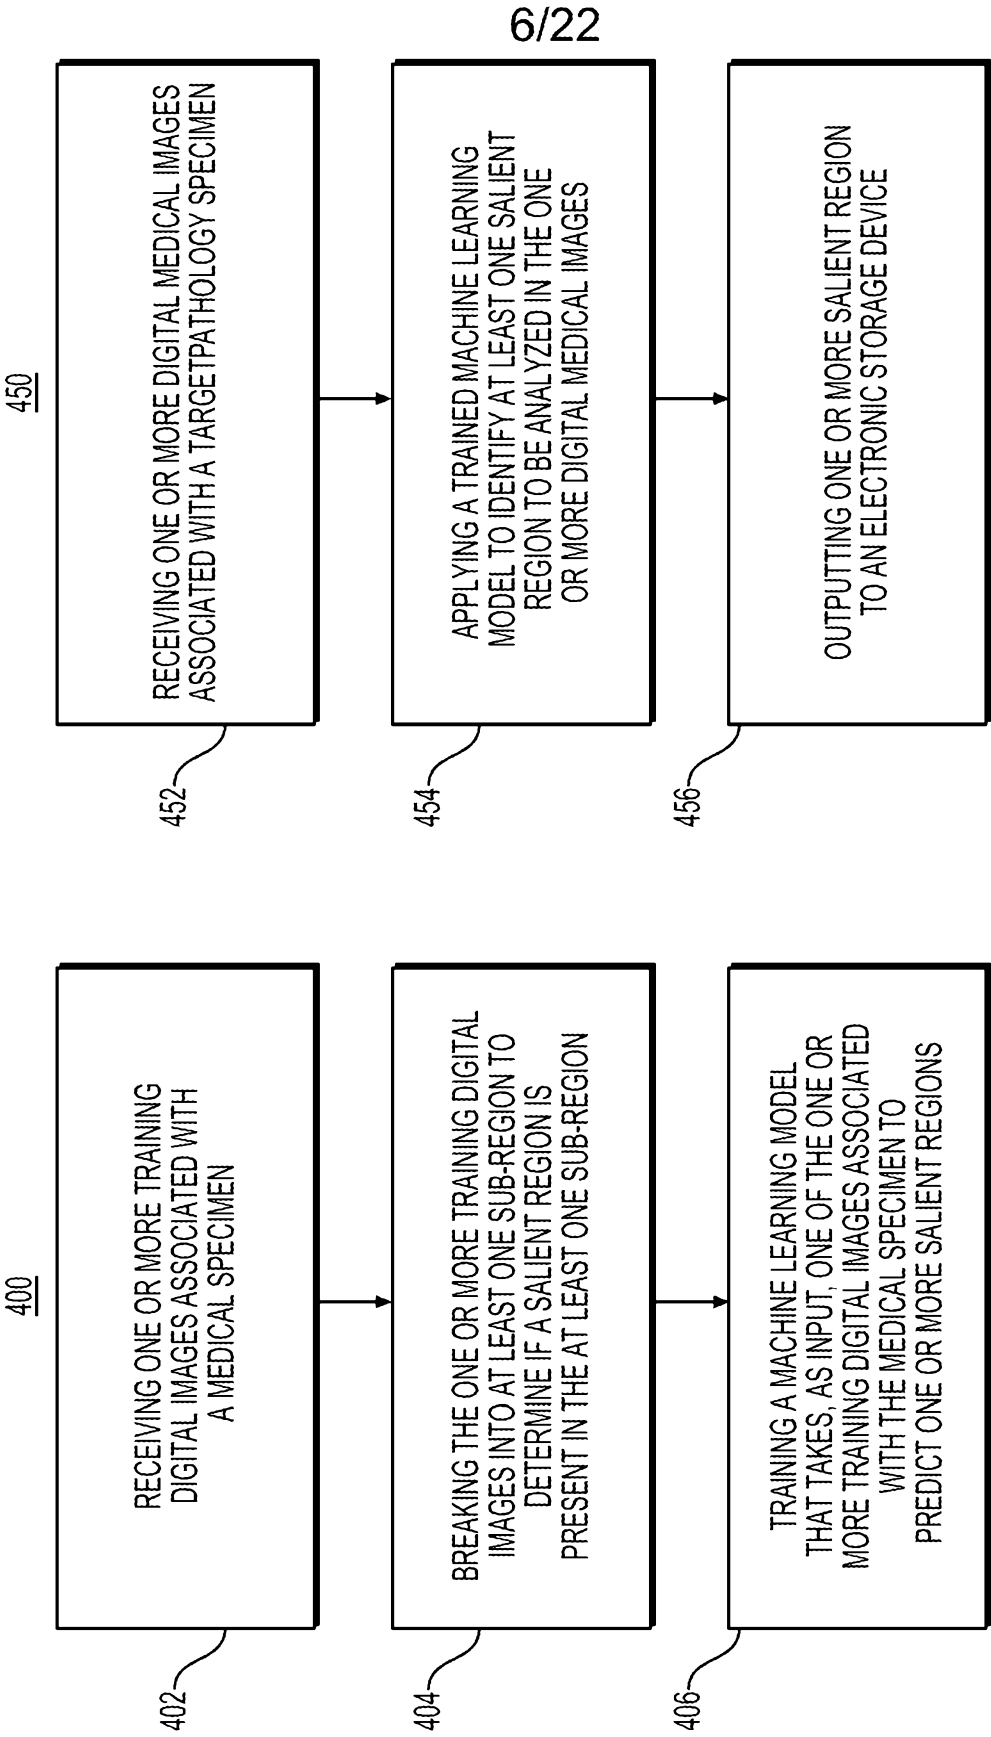 6/22
400
402
RECEIVING ONE OR MORE TRAINING
DIGITAL IMAGES ASSOCIATED WITH
A MEDICAL SPECIMEN
404
BREAKING THE ONE OR MORE TRAINING DIGITAL
IMAGES INTO AT LEAST ONE SUB-REGION TO
DETERMINE IF A SALIENT REGION IS
PRESENT IN THE AT LEAST ONE SUB-REGION
406
TRAINING A MACHINE LEARNING MODEL
THAT TAKES, AS INPUT, ONE OF THE ONE OR
MORE TRAINING DIGITAL IMAGES ASSOCIATED
WITH THE MEDICAL SPECIMEN TO
PREDICT ONE OR MORE SALIENT REGIONS
450
452
RECEIVING ONE OR MORE DIGITAL MEDICAL IMAGES
ASSOCIATED WITH A TARGETPATHOLOGY SPECIMEN
454
APPLYING A TRAINED MACHINE LEARNING
MODEL TO IDENTIFY AT LEAST ONE SALIENT
REGION TO BE ANALYZED IN THE ONE
OR MORE DIGITAL MEDICAL IMAGES
456
OUTPUTTING ONE OR MORE SALIENT REGION
TO AN ELECTRONIC STORAGE DEVICE